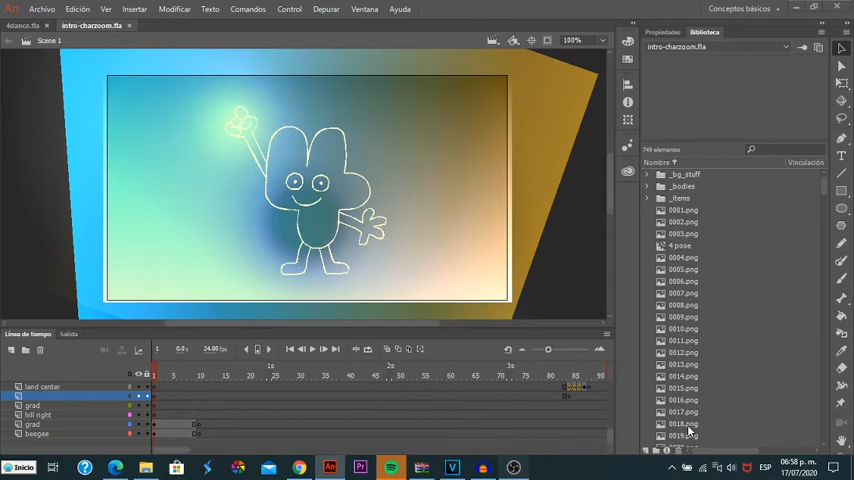 An Archivo Edición Ver Insertar Modificar Texto Comandos Control Depurar Ventana Ayuda Conceptos básicos
4dance.fla × intro-charzoom.fla × Propiedades Biblioteca
Scene 1 100% intro-charzoom.fla
749 elementos
Nombre Vinculación
_bg_stuff
_bodies
_items
0001.png
0002.png
0003.png
4 pose
0004.png
0005.png
0006.png
0007.png
0008.png
0009.png
0010.png
0011.png
0012.png
0013.png
0014.png
0015.png
0016.png
0017.png
0018.png
0019.png
Línea de tiempo Salida
1 0.0 s 24.00 fps
1s 2s 3s
1 5 10 15 20 25 30 35 40 45 50 55 60 65 70 75 80 85 90
land center
grad
hill right
grad
beegee
Inicio An Pr V ESP 06:58 p. m.
17/07/2020